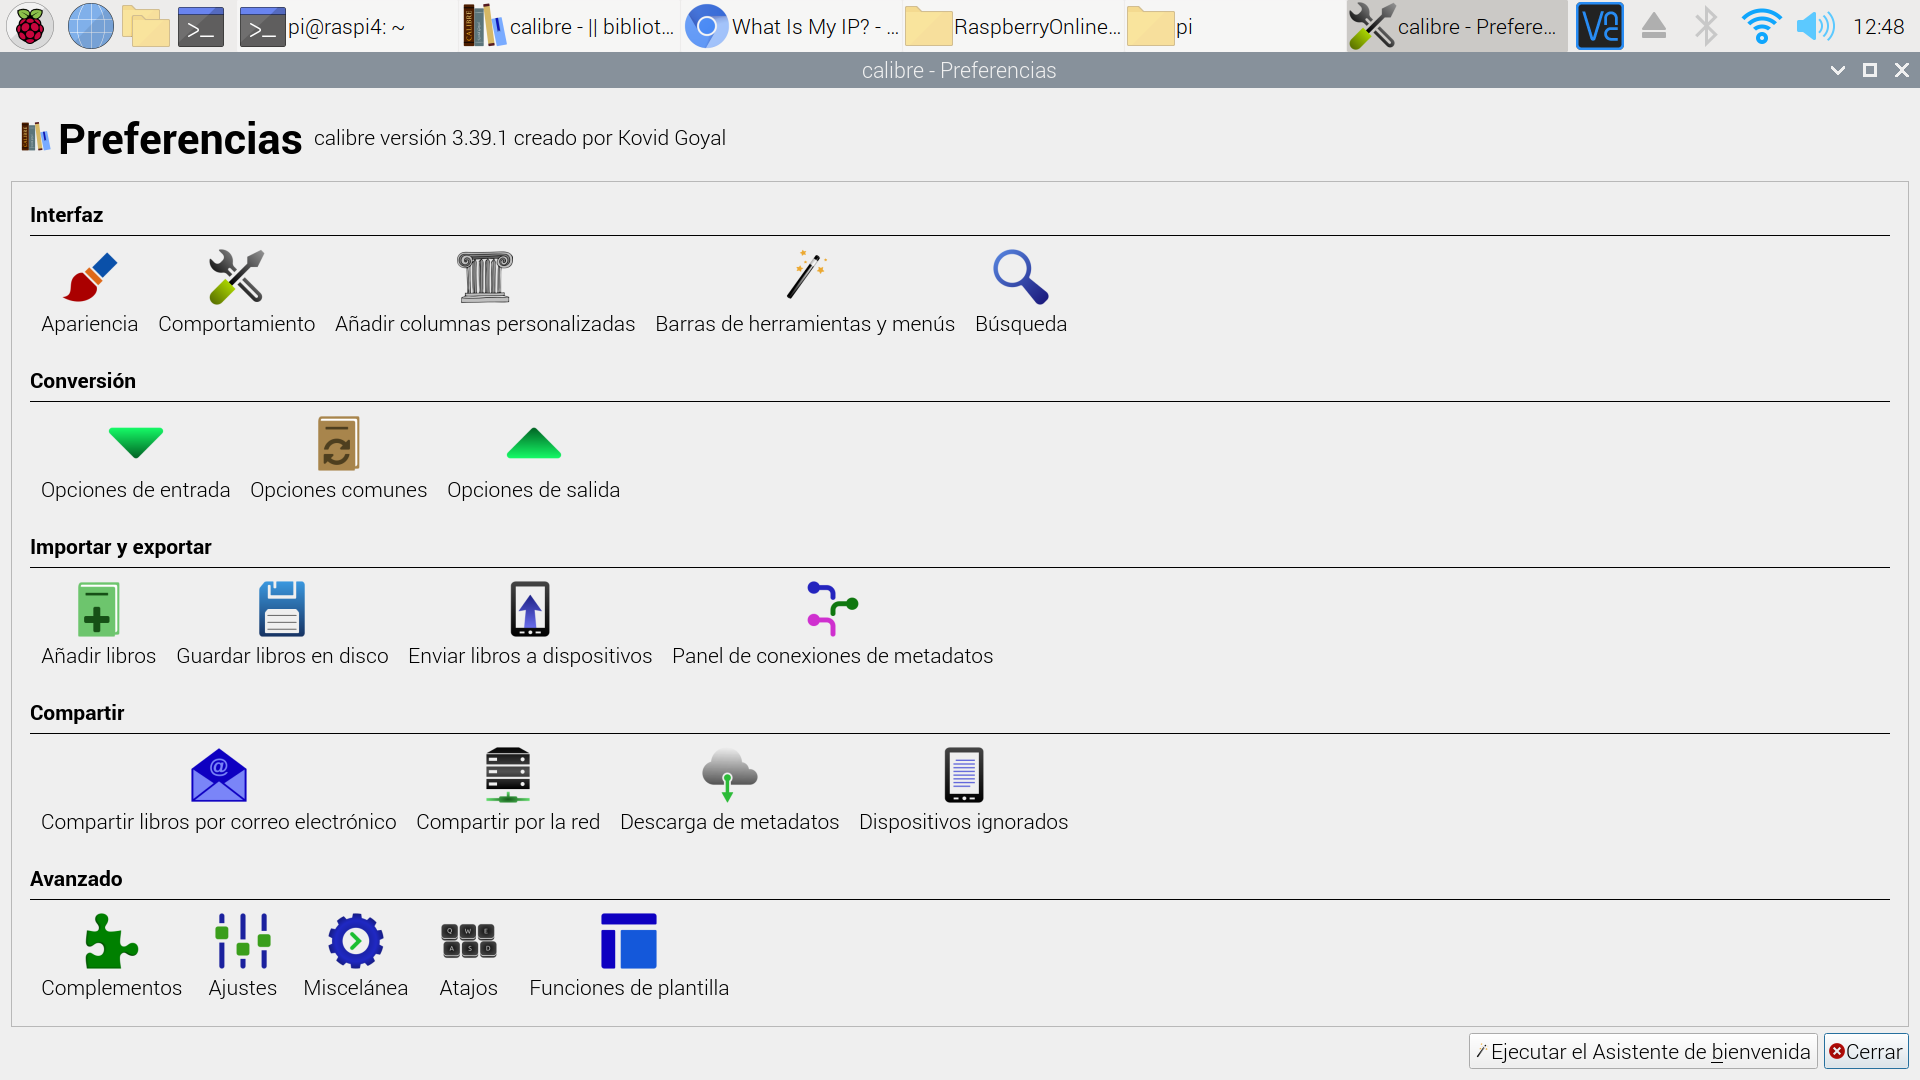 pi@raspi4: ~ calibre - || bibliot... What Is My IP? - ... RaspberryOnline... pi calibre - Prefere... 12:48
calibre - Preferencias
Preferencias calibre versión 3.39.1 creado por Kovid Goyal
Interfaz
Apariencia Comportamiento Añadir columnas personalizadas Barras de herramientas y menús Búsqueda
Conversión
Opciones de entrada Opciones comunes Opciones de salida
Importar y exportar
Añadir libros Guardar libros en disco Enviar libros a dispositivos Panel de conexiones de metadatos
Compartir
Compartir libros por correo electrónico Compartir por la red Descarga de metadatos Dispositivos ignorados
Avanzado
Q W E
A S D
Complementos Ajustes Miscelánea Atajos Funciones de plantilla
Ejecutar el Asistente de bienvenida Cerrar